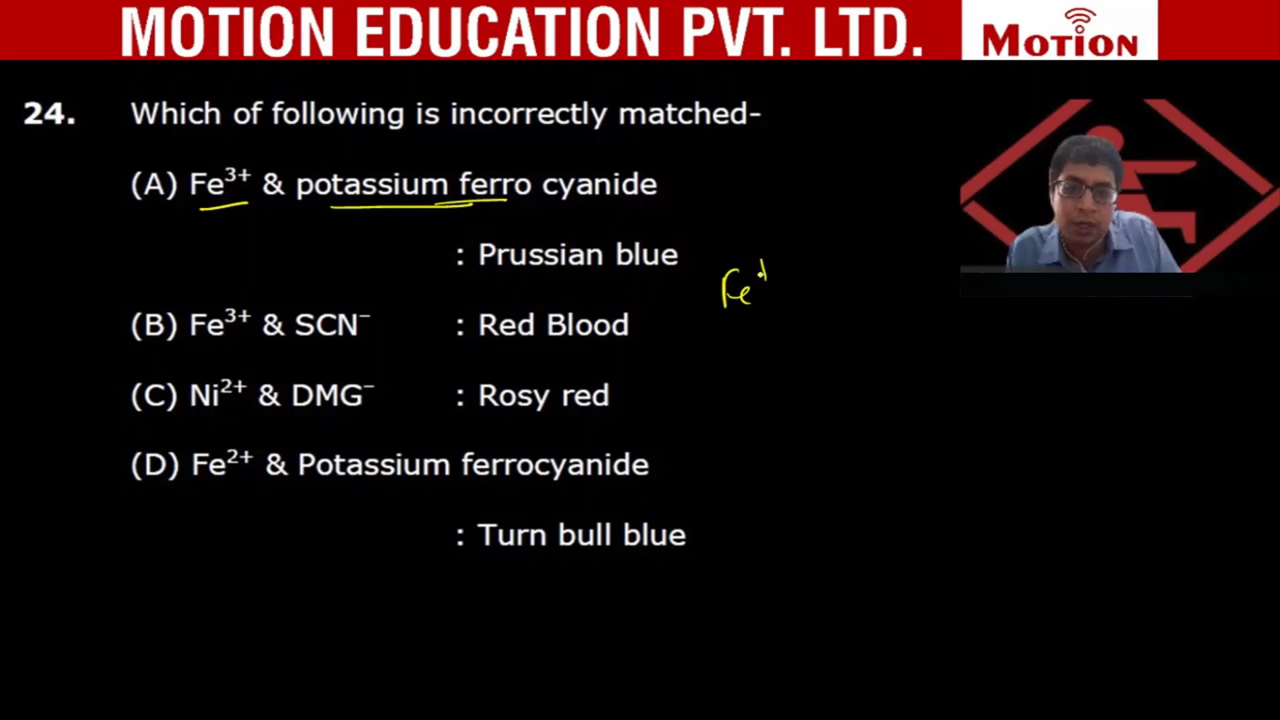 MOTION EDUCATION PVT. LTD.
MOTION
24. Which of following is incorrectly matched-
(A) Fe³⁺ & potassium ferro cyanide
: Prussian blue
Fe⁺
(B) Fe³⁺ & SCN⁻ : Red Blood
(C) Ni²⁺ & DMG⁻ : Rosy red
(D) Fe²⁺ & Potassium ferrocyanide
: Turn bull blue